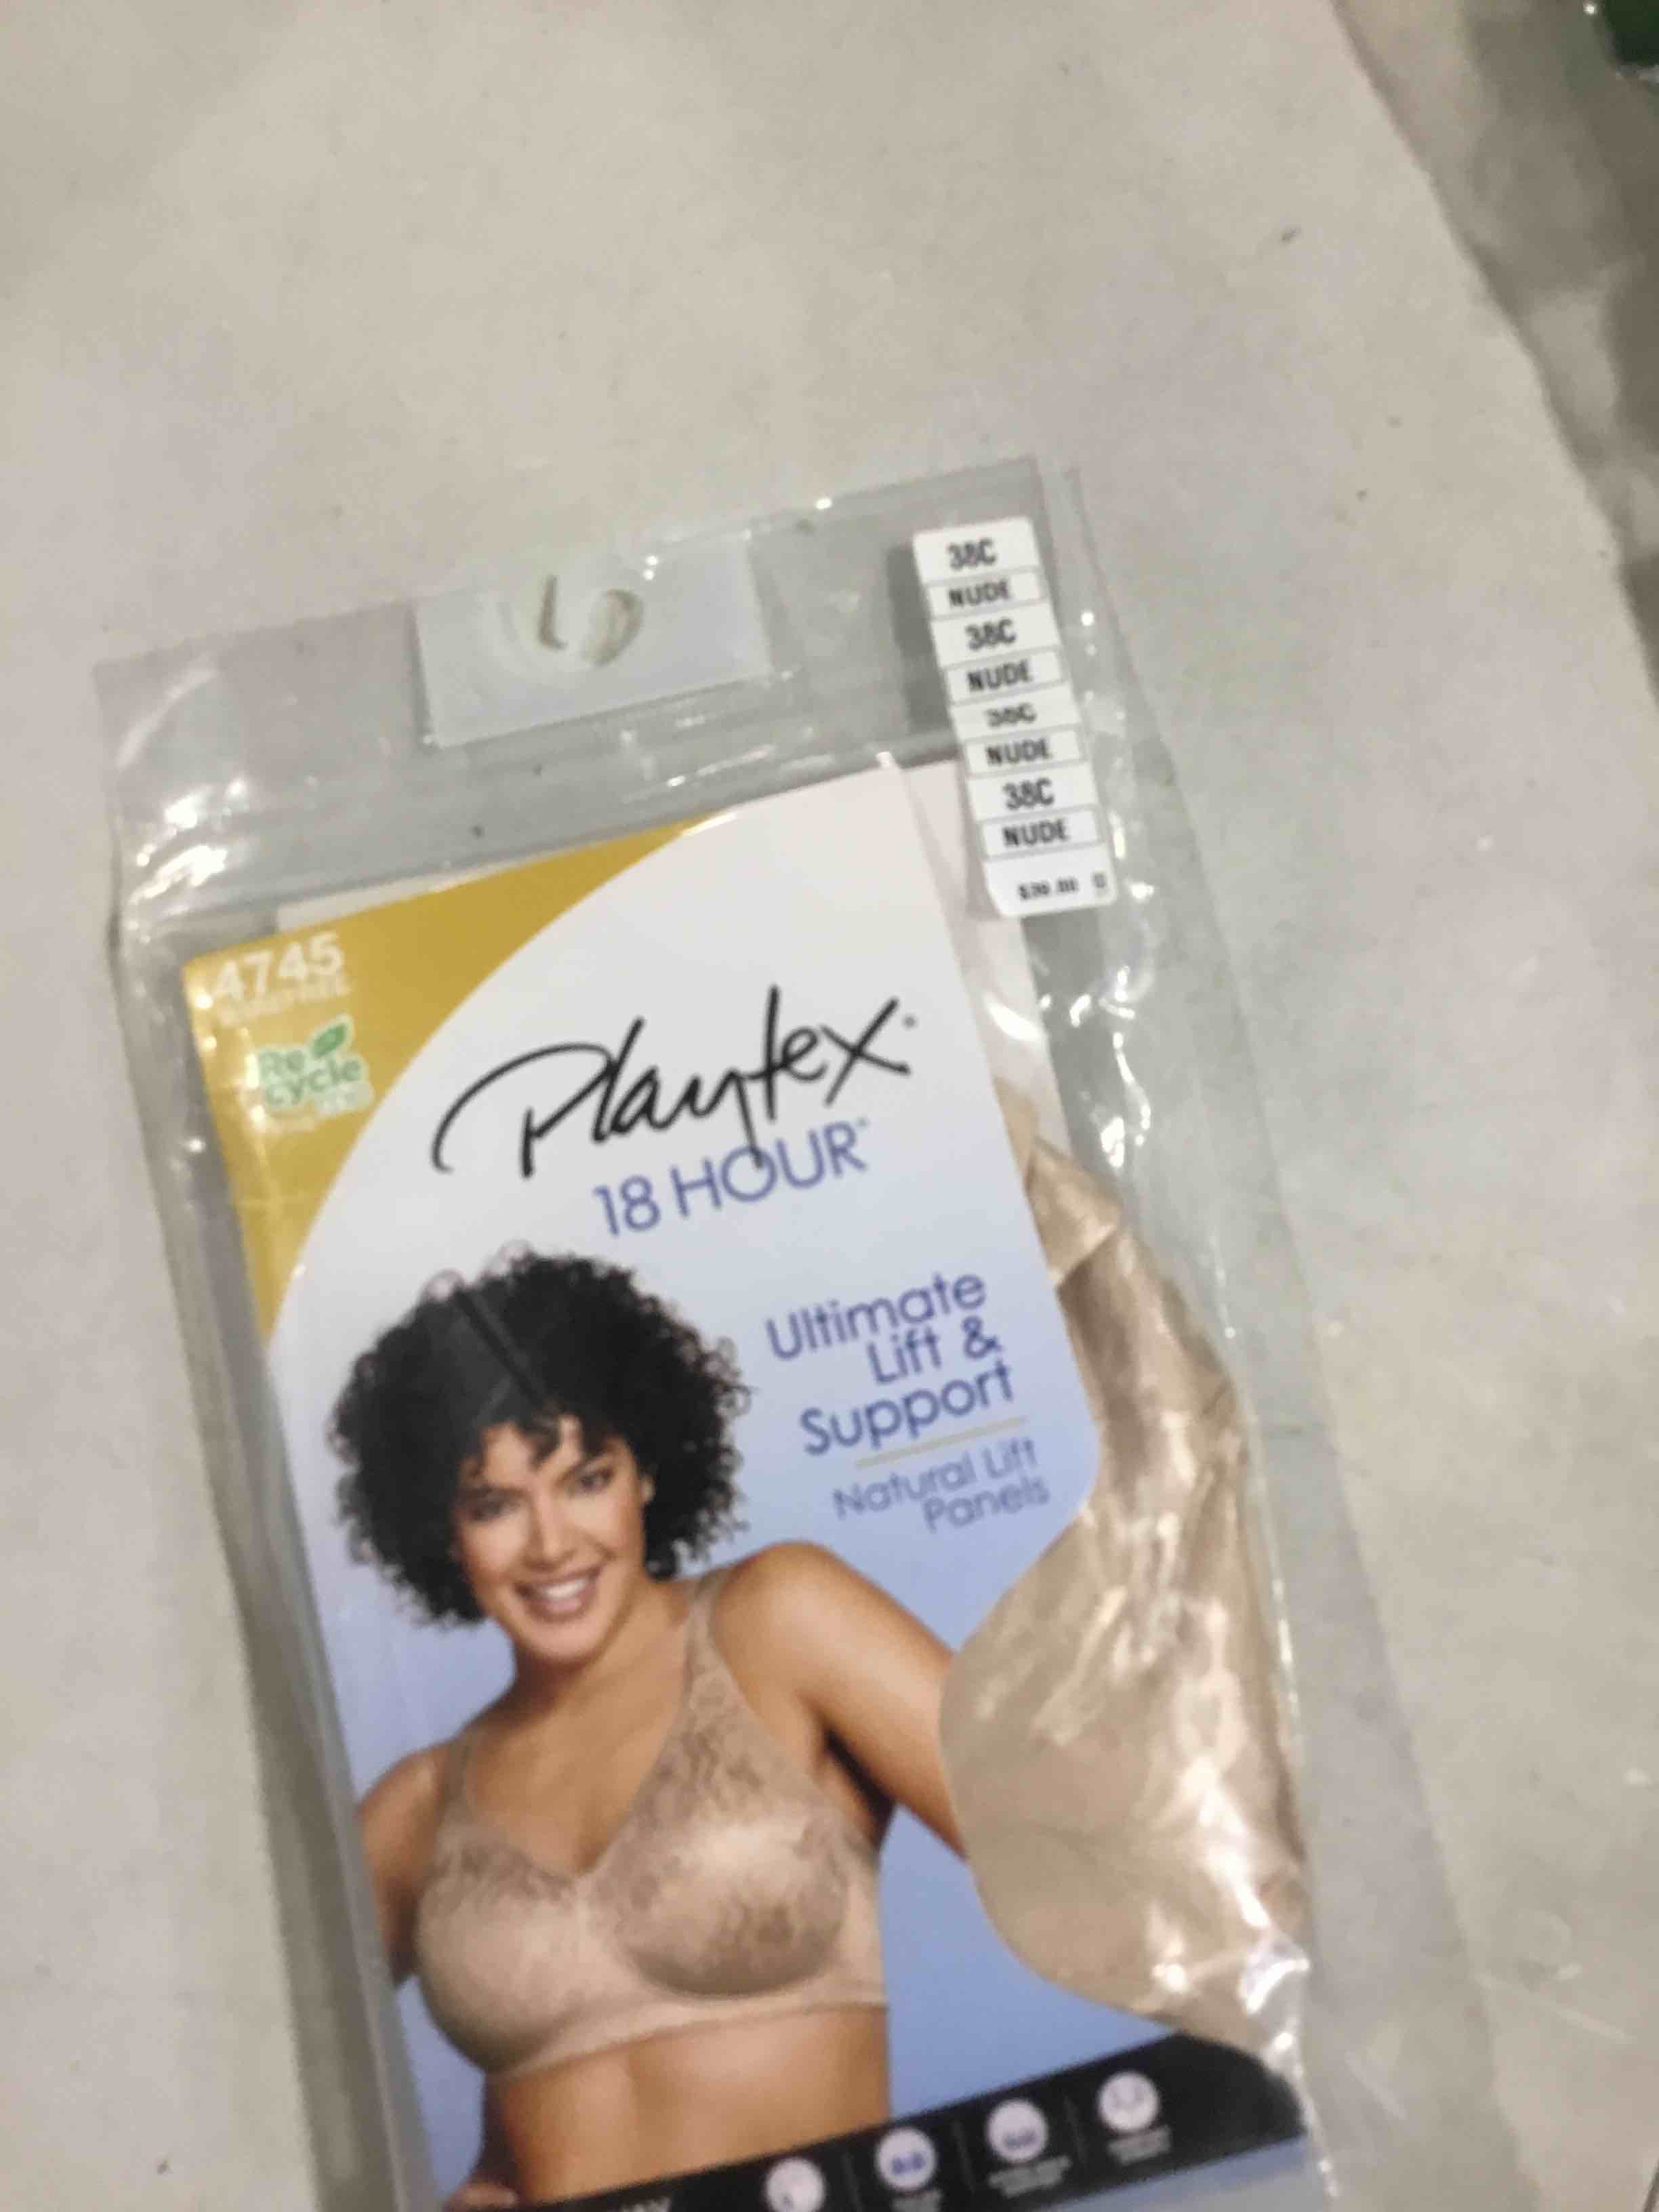 38C
NUDE
38C
NUDE
38C
NUDE
38C
NUDE
4745
Re
cycle
Playtex
18 HOUR
Ultimate
Lift &
Support
Natural Lift
Panels